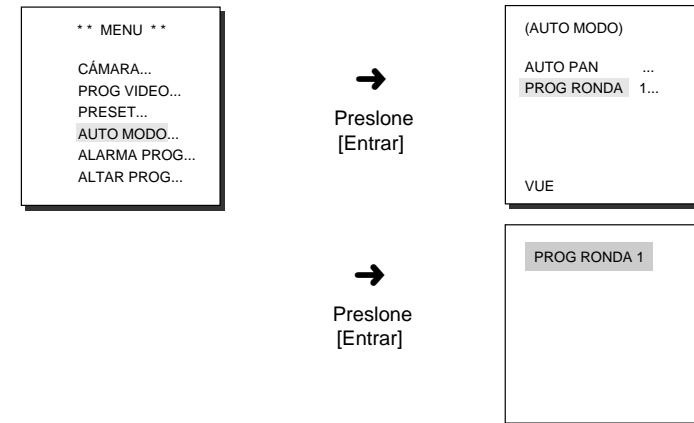 * * MENU * *
CÁMARA...
PROG VIDEO...
PRESET...
AUTO MODO...
ALARMA PROG...
ALTAR PROG...
Preslone
[Entrar]
(AUTO MODO)
AUTO PAN ...
PROG RONDA 1...
VUE
Preslone
[Entrar]
PROG RONDA 1